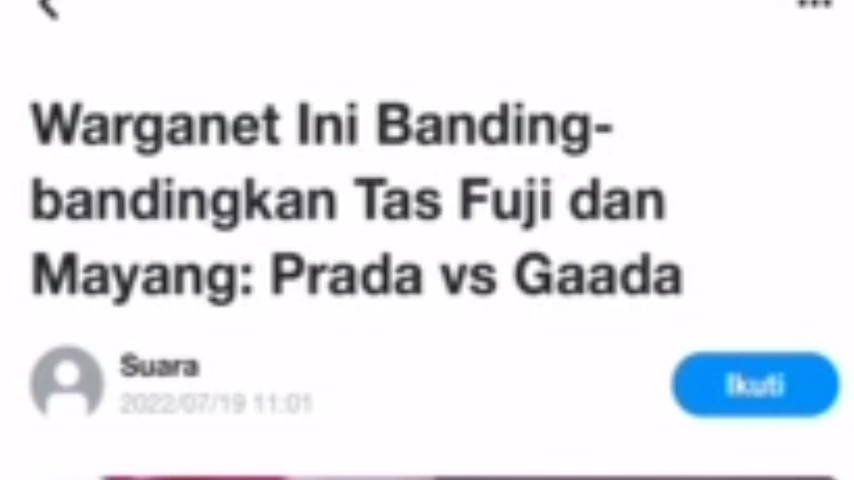 Warganet Ini Banding-
bandingkan Tas Fuji dan
Mayang: Prada vs Gaada
Suara
2022/07/19 11:01
Ikuti